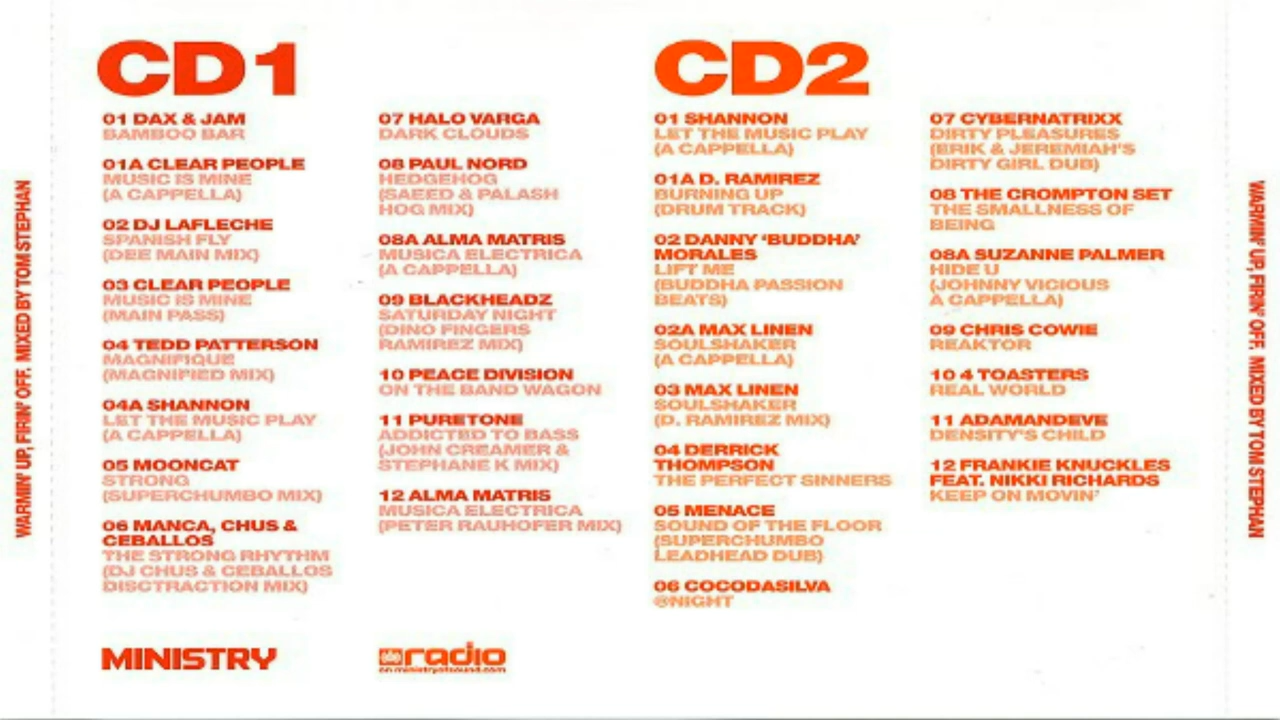 CD1
01 DAX & JAM
BAMBOO BAR
01A CLEAR PEOPLE
MUSIC IS MINE
(A CAPPELLA)
02 DJ LAFLECHE
SPANISH FLY
(DEE MAIN MIX)
03 CLEAR PEOPLE
MUSIC IS MINE
(MAIN PASS)
04 TEDD PATTERSON
MAGNIFIQUE
(MAGNIFIED MIX)
04A SHANNON
LET THE MUSIC PLAY
(A CAPPELLA)
05 MOONCAT
STRONG
(SUPERCHUMBO MIX)
06 MANCA, CHUS &
CEBALLOS
THE STRONG RHYTHM
(DJ CHUS & CEBALLOS
DISCTRACTION MIX)
07 HALO VARGA
DARK CLOUDS
08 PAUL NORD
HEDGEHOG
(SAEED & PALASH
HOG MIX)
08A ALMA MATRIS
MUSICA ELECTRICA
(A CAPPELLA)
09 BLACKHEADZ
SATURDAY NIGHT
(DINO FINGERS
RAMIREZ MIX)
10 PEACE DIVISION
ON THE BAND WAGON
11 PURETONE
ADDICTED TO BASS
(JOHN CREAMER &
STEPHANE K MIX)
12 ALMA MATRIS
MUSICA ELECTRICA
(PETER RAUHOFER MIX)
CD2
01 SHANNON
LET THE MUSIC PLAY
(A CAPPELLA)
01A D. RAMIREZ
BURNING UP
(DRUM TRACK)
02 DANNY ‘BUDDHA’
MORALES
LIFT ME
(BUDDHA PASSION
BEATS)
02A MAX LINEN
SOULSHAKER
(A CAPPELLA)
03 MAX LINEN
SOULSHAKER
(D. RAMIREZ MIX)
04 DERRICK
THOMPSON
THE PERFECT SINNERS
05 MENACE
SOUND OF THE FLOOR
(SUPERCHUMBO
LEADHEAD DUB)
06 COCODASILVA
@NIGHT
07 CYBERNATRIXX
DIRTY PLEASURES
(ERIK & JEREMIAH'S
DIRTY GIRL DUB)
08 THE CROMPTON SET
THE SMALLNESS OF
BEING
08A SUZANNE PALMER
HIDE U
(JOHNNY VICIOUS
A CAPPELLA)
09 CHRIS COWIE
REAKTOR
10 4 TOASTERS
REAL WORLD
11 ADAMANDEVE
DENSITY'S CHILD
12 FRANKIE KNUCKLES
FEAT. NIKKI RICHARDS
KEEP ON MOVIN'
MINISTRY
radio
on ministryofsound.com
WARMIN' UP, FIRIN' OFF. MIXED BY TOM STEPHAN
WARMIN' UP, FIRIN' OFF. MIXED BY TOM STEPHAN